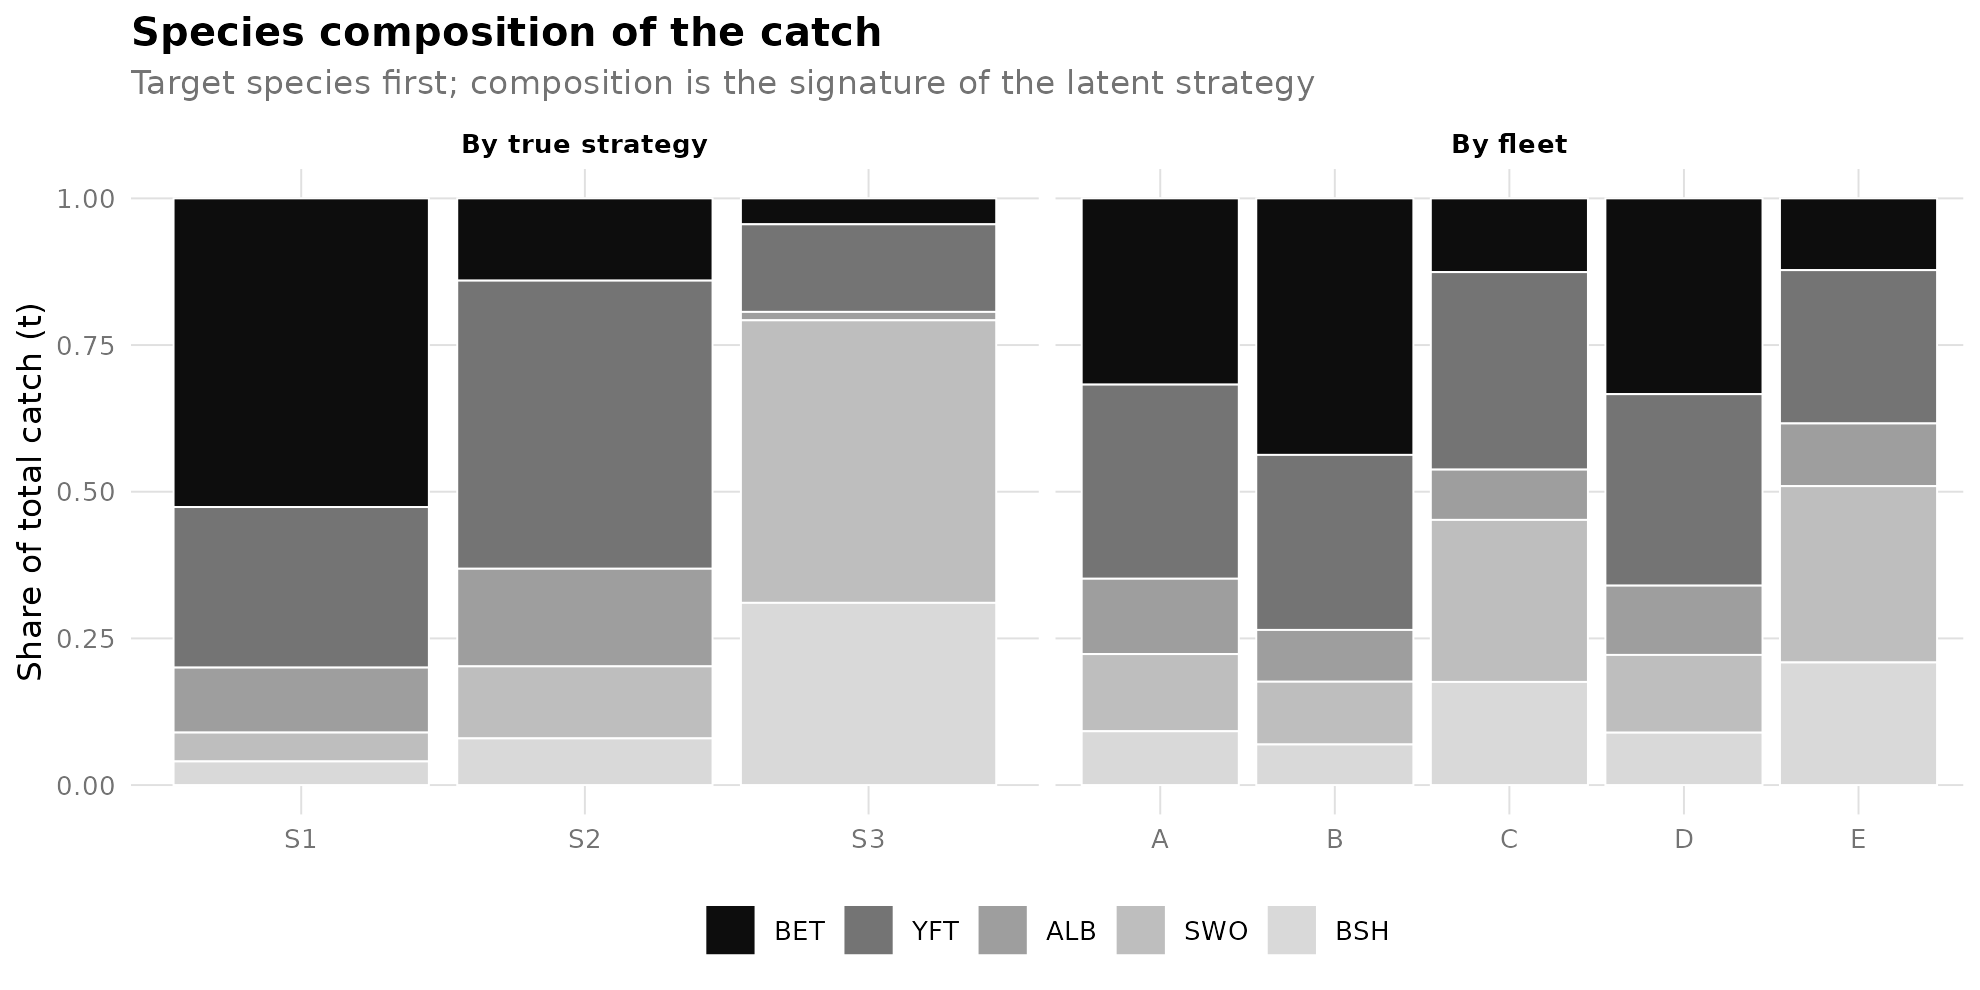 Species composition of the catch
Target species first; composition is the signature of the latent strategy
By true strategy
By fleet
Share of total catch (t)
1.00
0.75
0.50
0.25
0.00
S1 S2 S3 A B C D E
BET YFT ALB SWO BSH